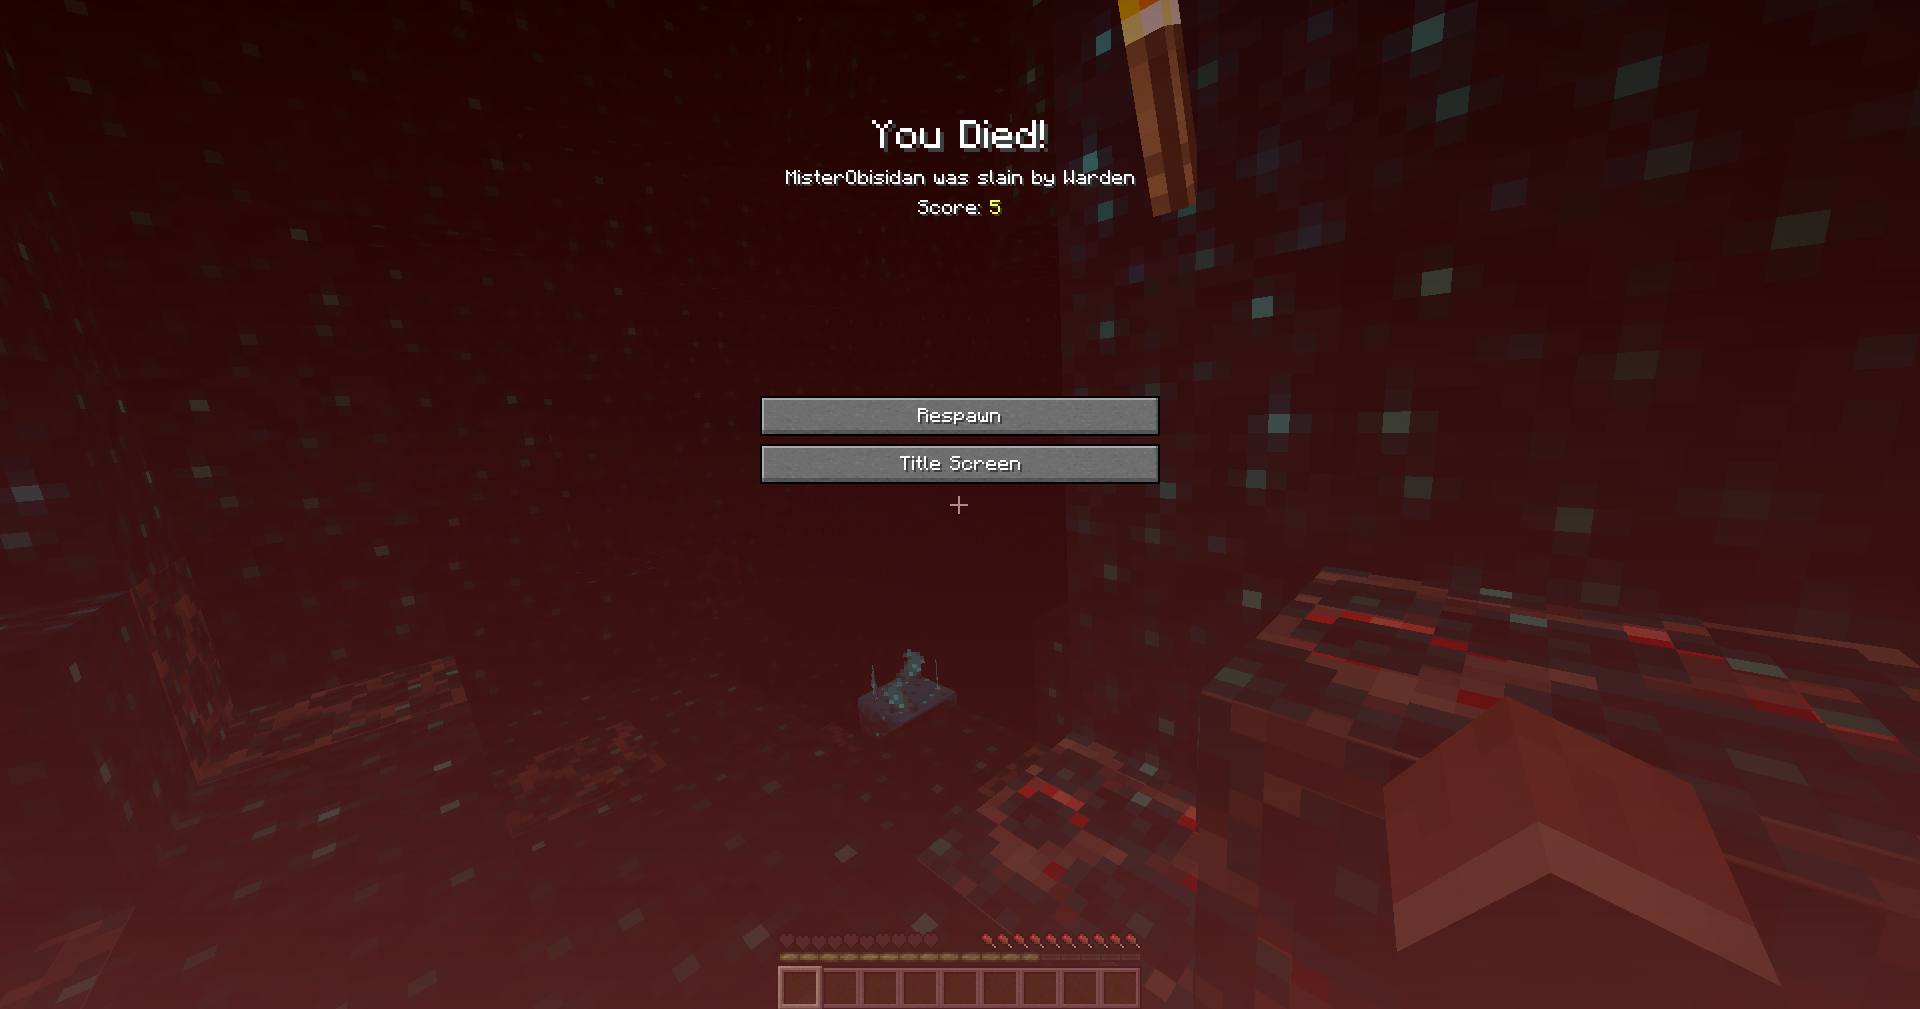 You Died!
MisterObisidan was slain by Warden
Score: 5
Respawn
Title Screen